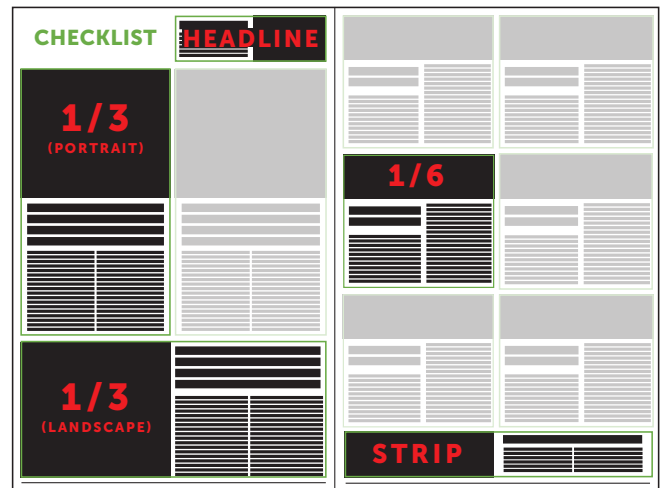 CHECKLIST
HEADLINE
1/3
(PORTRAIT)
1/3
(LANDSCAPE)
1/6
STRIP